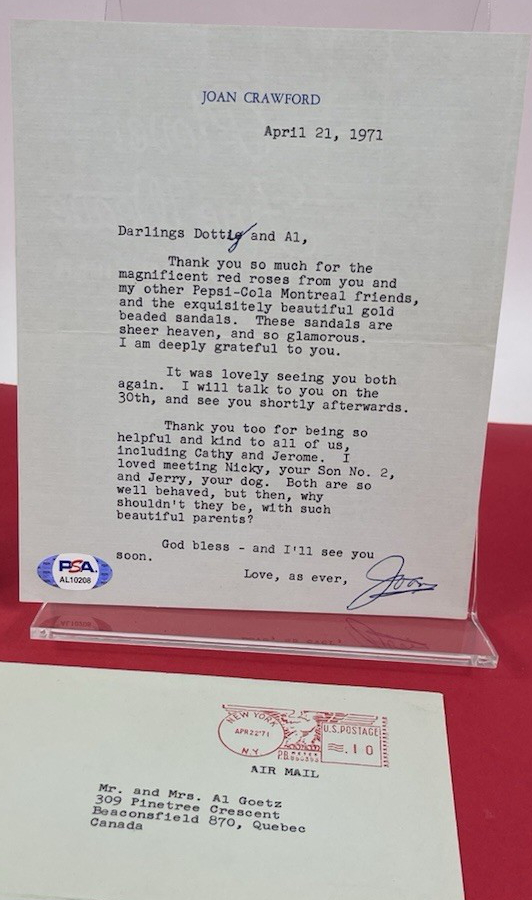 JOAN CRAWFORD
April 21, 1971
Darlings Dottie and Al,
Thank you so much for the
magnificent red roses from you and
my other Pepsi-Cola Montreal friends,
and the exquisitely beautiful gold
beaded sandals. These sandals are
sheer heaven, and so glamorous.
I am deeply grateful to you.
It was lovely seeing you both
again. I will talk to you on the
30th, and see you shortly afterwards.
Thank you too for being so
helpful and kind to all of us,
including Cathy and Jerome. I
loved meeting Nicky, your Son No. 2,
and Jerry, your dog. Both are so
well behaved, but then, why
shouldn't they be, with such
beautiful parents?
God bless - and I'll see you
soon.
Love, as ever, Joan
PSA
AL10208
NEW YORK
APR 22 '71
N.Y.
U.S. POSTAGE
.10
P.B. METER
AIR MAIL
Mr. and Mrs. Al Goetz
309 Pinetree Crescent
Beaconsfield 870, Quebec
Canada